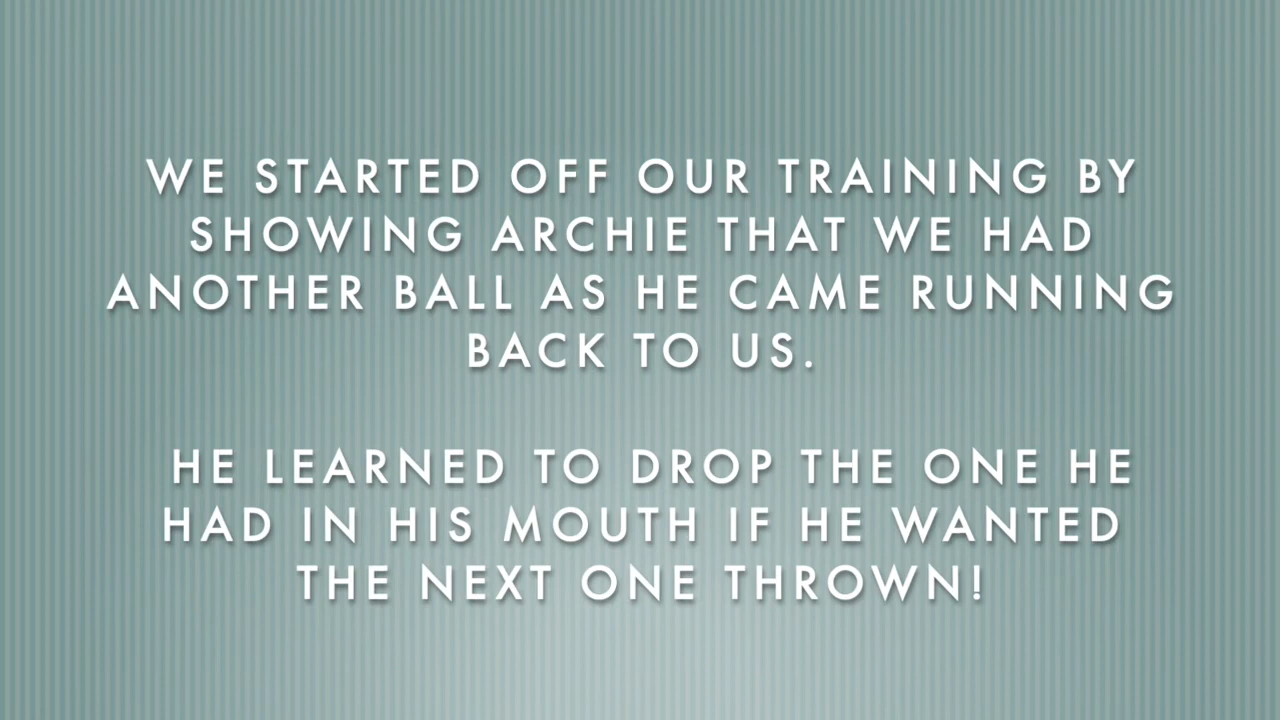 WE STARTED OFF OUR TRAINING BY
SHOWING ARCHIE THAT WE HAD
ANOTHER BALL AS HE CAME RUNNING
BACK TO US.
HE LEARNED TO DROP THE ONE HE
HAD IN HIS MOUTH IF HE WANTED
THE NEXT ONE THROWN!